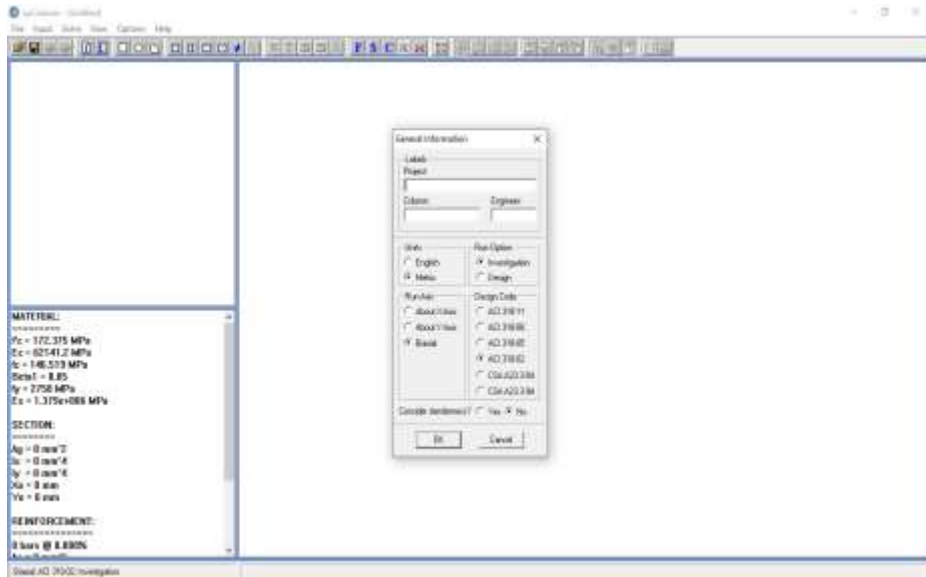 spColumn - Untitled
File Input Solve View Options Help
General Information
Labels
Project
Column
Engineer
Units
English
Metric
Run Option
Investigation
Design
Run Axis
About X-Axis
About Y-Axis
Biaxial
Design Code
ACI 318-11
ACI 318-08
ACI 318-05
ACI 318-02
CSA A23.3-04
CSA A23.3-94
Consider slenderness? Yes No
OK
Cancel
MATERIAL:
f'c = 172.375 MPa
Ec = 62141.2 MPa
fc = 146.519 MPa
Beta1 = 0.85
fy = 2758 MPa
Es = 1.379e+006 MPa
SECTION:
Ag = 0 mm^2
Ix = 0 mm^4
Iy = 0 mm^4
Xo = 0 mm
Yo = 0 mm
REINFORCEMENT:
0 bars @ 0.000%
Biaxial ACI 318-02 Investigation